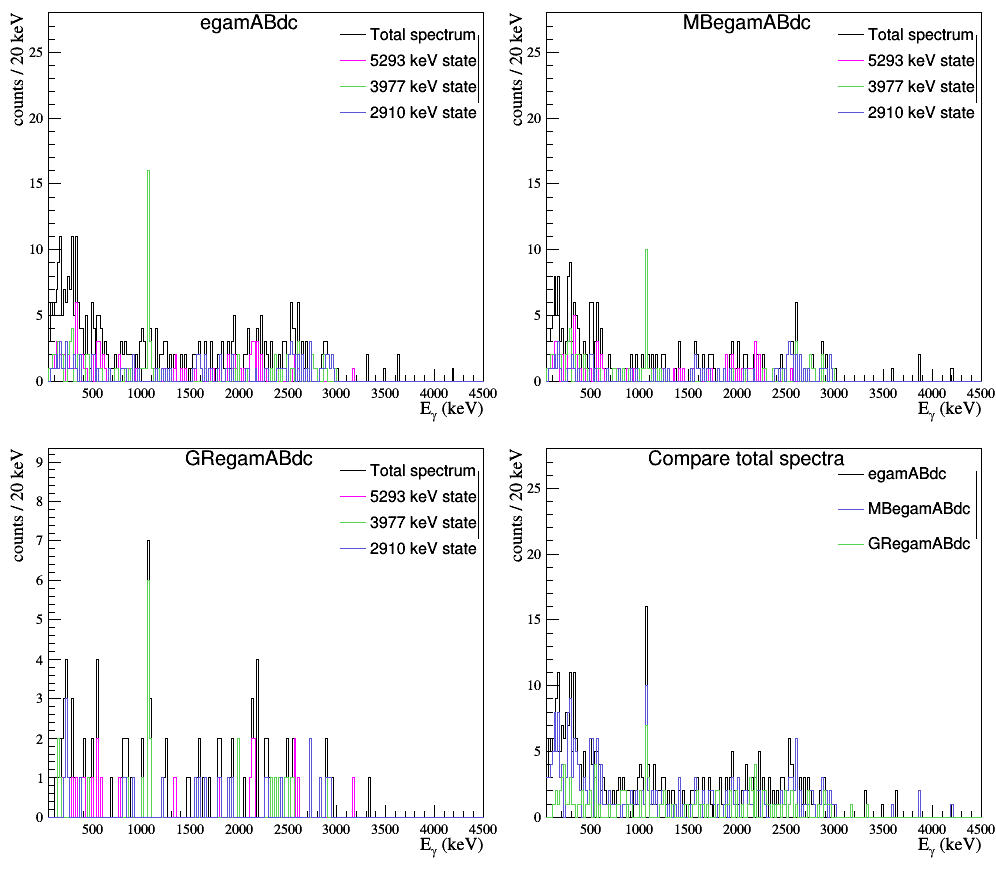 egamABdc
counts / 20 keV
Total spectrum
5293 keV state
3977 keV state
2910 keV state
25
20
15
10
5
0
500 1000 1500 2000 2500 3000 3500 4000 4500
Eγ (keV)
MBegamABdc
counts / 20 keV
Total spectrum
5293 keV state
3977 keV state
2910 keV state
25
20
15
10
5
0
500 1000 1500 2000 2500 3000 3500 4000 4500
Eγ (keV)
GRegamABdc
counts / 20 keV
Total spectrum
5293 keV state
3977 keV state
2910 keV state
9
8
7
6
5
4
3
2
1
0
500 1000 1500 2000 2500 3000 3500 4000 4500
Eγ (keV)
Compare total spectra
counts / 20 keV
egamABdc
MBegamABdc
GRegamABdc
25
20
15
10
5
0
500 1000 1500 2000 2500 3000 3500 4000 4500
Eγ (keV)